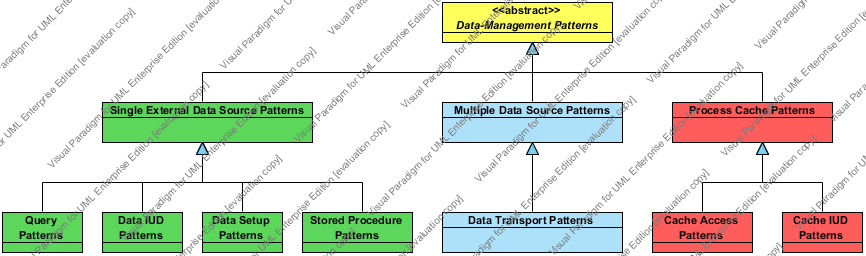 <<abstract>>
Data-Management Patterns
Single External Data Source Patterns
Multiple Data Source Patterns
Process Cache Patterns
Query
Patterns
Data IUD
Patterns
Data Setup
Patterns
Stored Procedure
Patterns
Data Transport Patterns
Cache Access
Patterns
Cache IUD
Patterns
Visual Paradigm for UML Enterprise Edition [evaluation copy]